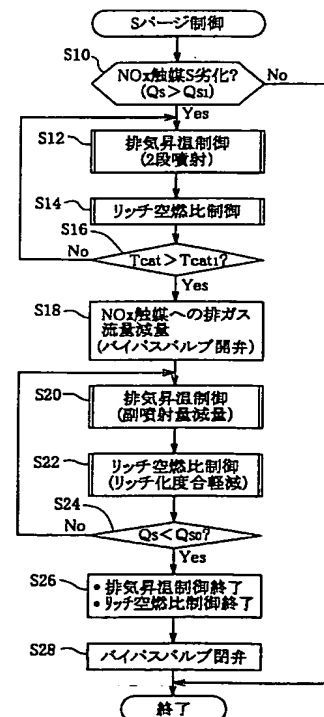 Sパージ制御
S10
NOx触媒S劣化?
(Qs>Qs1)
No
Yes
S12
排気昇温制御
(2段噴射)
S14
リッチ空燃比制御
S16
Tcat>Tcat1?
No
Yes
S18
NOx触媒への排ガス
流量減量
(バイパスバルブ開弁)
S20
排気昇温制御
(副噴射量減量)
S22
リッチ空燃比制御
(リッチ化度合軽減)
S24
Qs<Qs0?
No
Yes
S26
• 排気昇温制御終了
• リッチ空燃比制御終了
S28
バイパスバルブ閉弁
終了